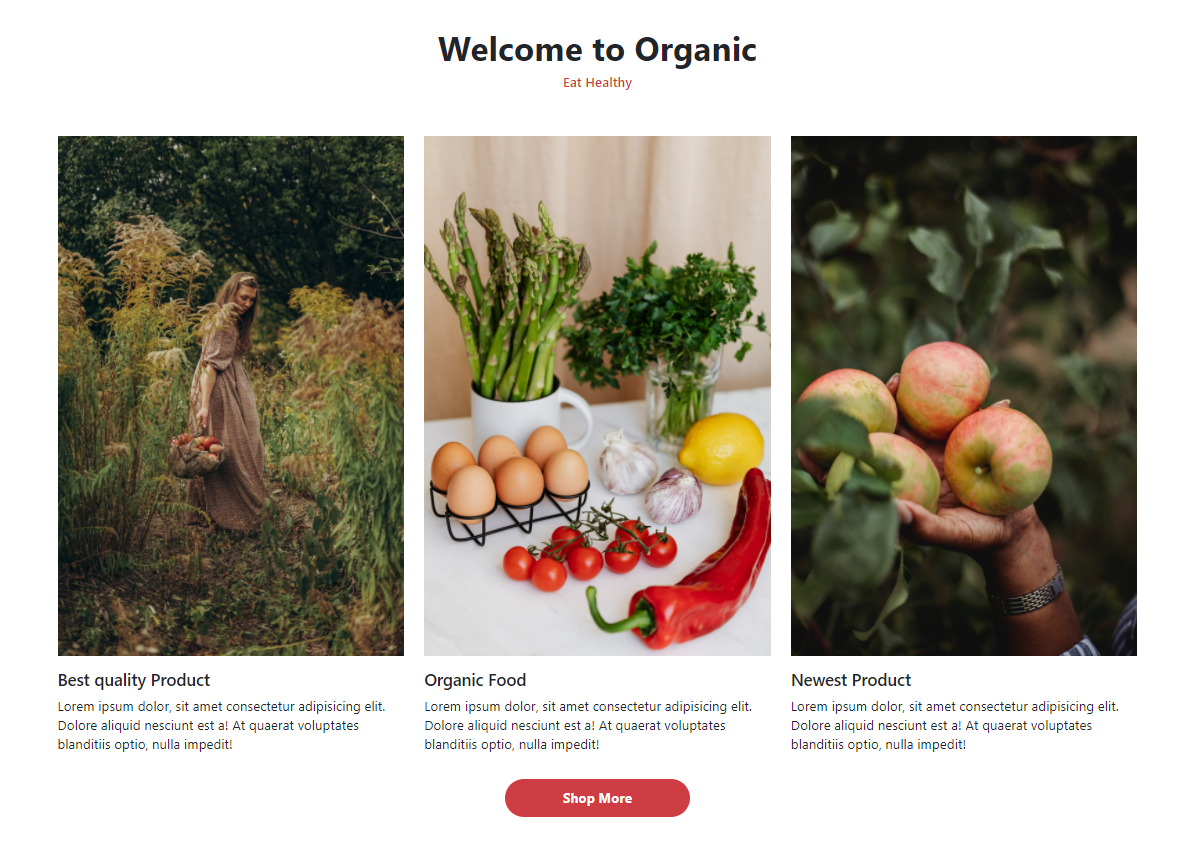 Welcome to Organic
Eat Healthy
Best quality Product
Lorem ipsum dolor, sit amet consectetur adipisicing elit.
Dolore aliquid nesciunt est a! At quaerat voluptates
blanditiis optio, nulla impedit!
Organic Food
Lorem ipsum dolor, sit amet consectetur adipisicing elit.
Dolore aliquid nesciunt est a! At quaerat voluptates
blanditiis optio, nulla impedit!
Newest Product
Lorem ipsum dolor, sit amet consectetur adipisicing elit.
Dolore aliquid nesciunt est a! At quaerat voluptates
blanditiis optio, nulla impedit!
Shop More